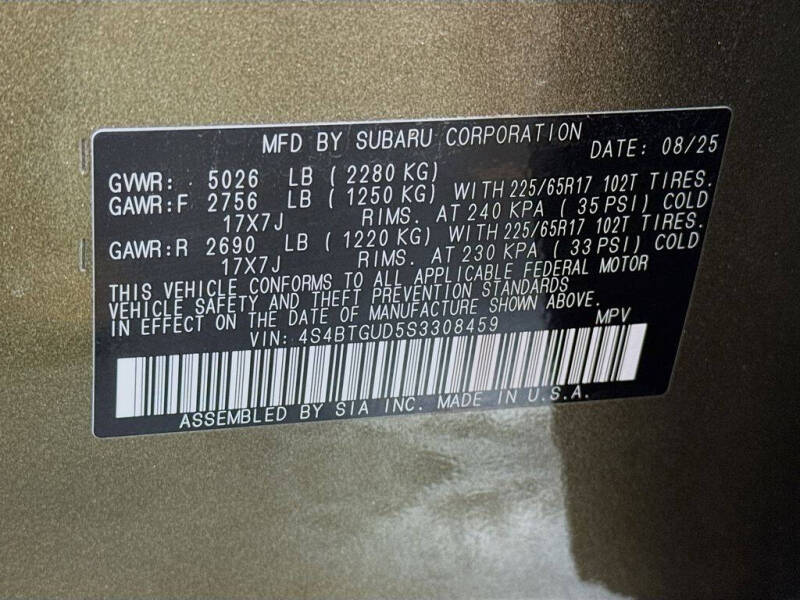 MFD BY SUBARU CORPORATION DATE: 08/25
GVWR: 5026 LB ( 2280 KG)
GAWR:F 2756 LB ( 1250 KG) WITH 225/65R17 102T TIRES.
17X7J RIMS. AT 240 KPA ( 35 PSI) COLD
GAWR:R 2690 LB ( 1220 KG) WITH 225/65R17 102T TIRES.
17X7J RIMS. AT 230 KPA ( 33 PSI) COLD
THIS VEHICLE CONFORMS TO ALL APPLICABLE FEDERAL MOTOR
VEHICLE SAFETY AND THEFT PREVENTION STANDARDS
IN EFFECT ON THE DATE OF MANUFACTURE SHOWN ABOVE.
VIN: 4S4BTGUD5S3308459 MPV
ASSEMBLED BY SIA INC. MADE IN U.S.A.